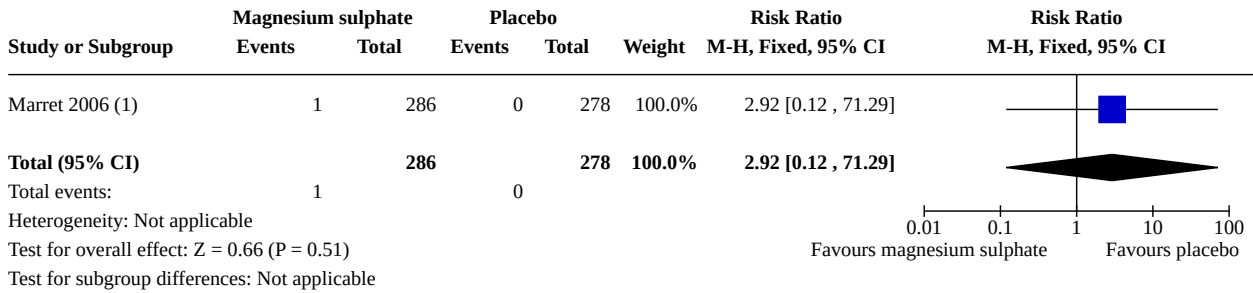 Magnesium sulphate Placebo Risk Ratio Risk Ratio
Study or Subgroup Events Total Events Total Weight M-H, Fixed, 95% CI M-H, Fixed, 95% CI
Marret 2006 (1) 1 286 0 278 100.0% 2.92 [0.12 , 71.29]
Total (95% CI) 286 278 100.0% 2.92 [0.12 , 71.29]
Total events: 1 0
Heterogeneity: Not applicable
0.01 0.1 1 10 100
Test for overall effect: Z = 0.66 (P = 0.51)
Favours magnesium sulphate Favours placebo
Test for subgroup differences: Not applicable